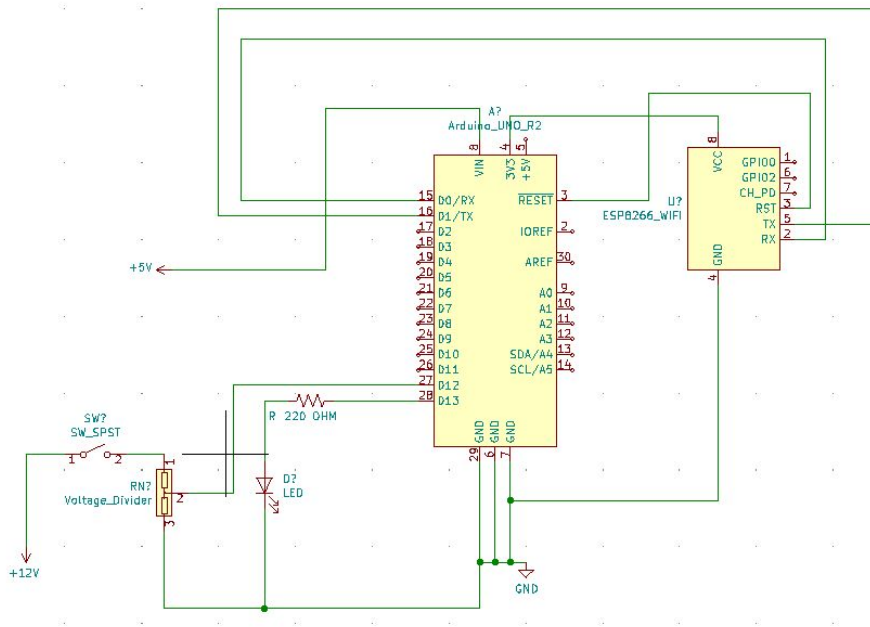 A?
Arduino_UNO_R2
8
4
5
VIN
3V3
+5V
15
D0/RX
RESET
3
16
D1/TX
17
D2
IOREF
2
18
D3
19
D4
AREF
30
20
D5
21
D6
A0
9
22
D7
A1
10
23
D8
A2
11
24
D9
A3
12
25
D10
SDA/A4
13
26
D11
SCL/A5
14
27
D12
28
D13
GND
GND
GND
29
6
7
U?
ESP8266_WIFI
8
VCC
GPIO0
1
GPIO2
6
CH_PD
7
RST
3
TX
5
RX
2
GND
4
+5V
R 220 OHM
SW?
SW_SPST
1
2
RN?
Voltage_Divider
1
2
3
D?
LED
+12V
GND